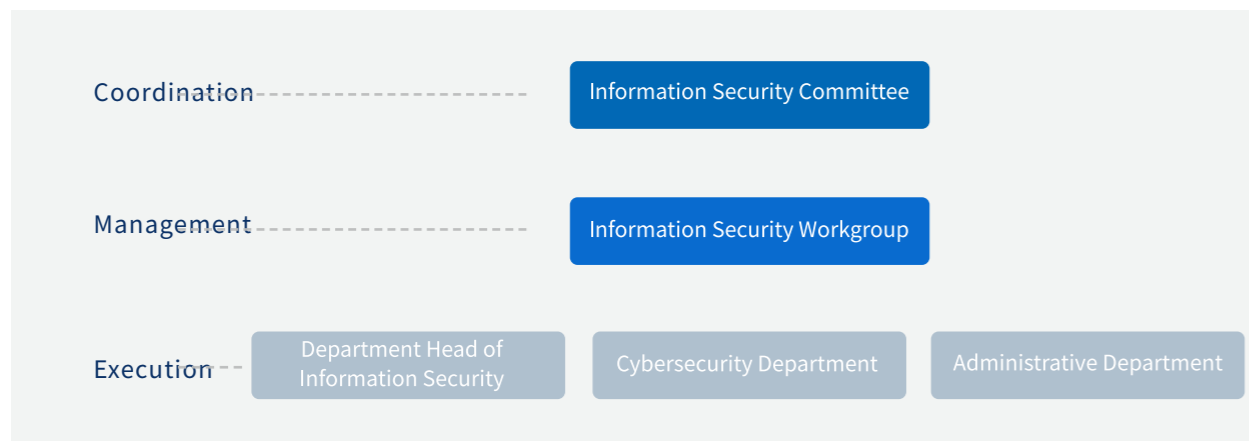 Coordination
Information Security Committee
Management
Information Security Workgroup
Execution
Department Head of
Information Security
Cybersecurity Department
Administrative Department